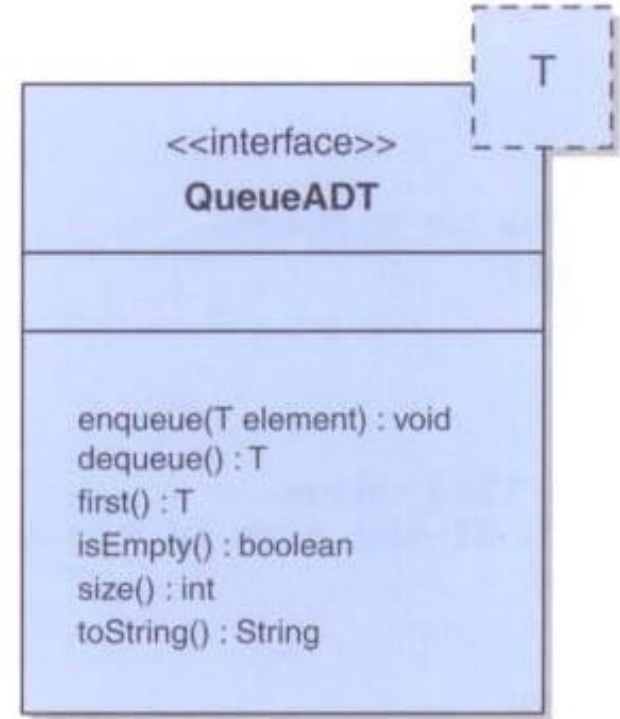 T
<<interface>>
QueueADT
enqueue(T element) : void
dequeue() : T
first() : T
isEmpty() : boolean
size() : int
toString() : String